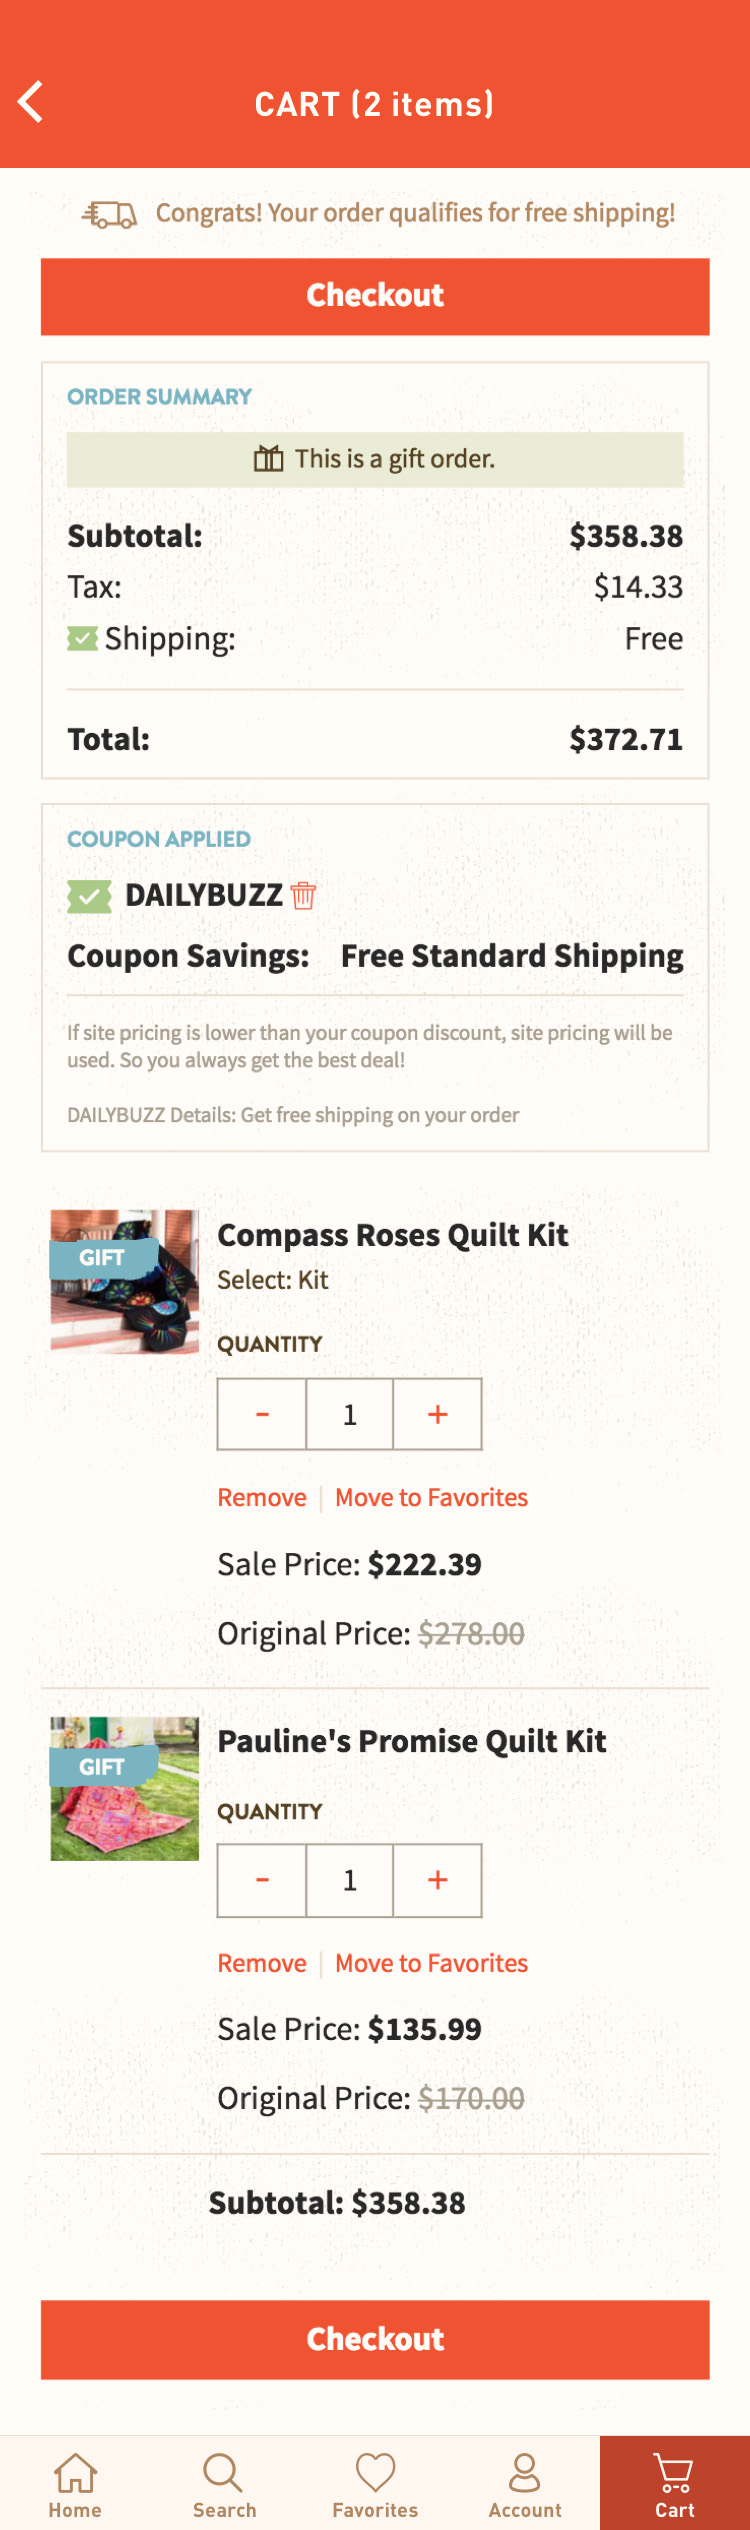 CART (2 items)
Congrats! Your order qualifies for free shipping!
Checkout
ORDER SUMMARY
This is a gift order.
Subtotal: $358.38
Tax: $14.33
Shipping: Free
Total: $372.71
COUPON APPLIED
DAILYBUZZ
Coupon Savings: Free Standard Shipping
If site pricing is lower than your coupon discount, site pricing will be
used. So you always get the best deal!
DAILYBUZZ Details: Get free shipping on your order
GIFT
Compass Roses Quilt Kit
Select: Kit
QUANTITY
- 1 +
Remove | Move to Favorites
Sale Price: $222.39
Original Price: $278.00
GIFT
Pauline's Promise Quilt Kit
QUANTITY
- 1 +
Remove | Move to Favorites
Sale Price: $135.99
Original Price: $170.00
Subtotal: $358.38
Checkout
Home Search Favorites Account Cart